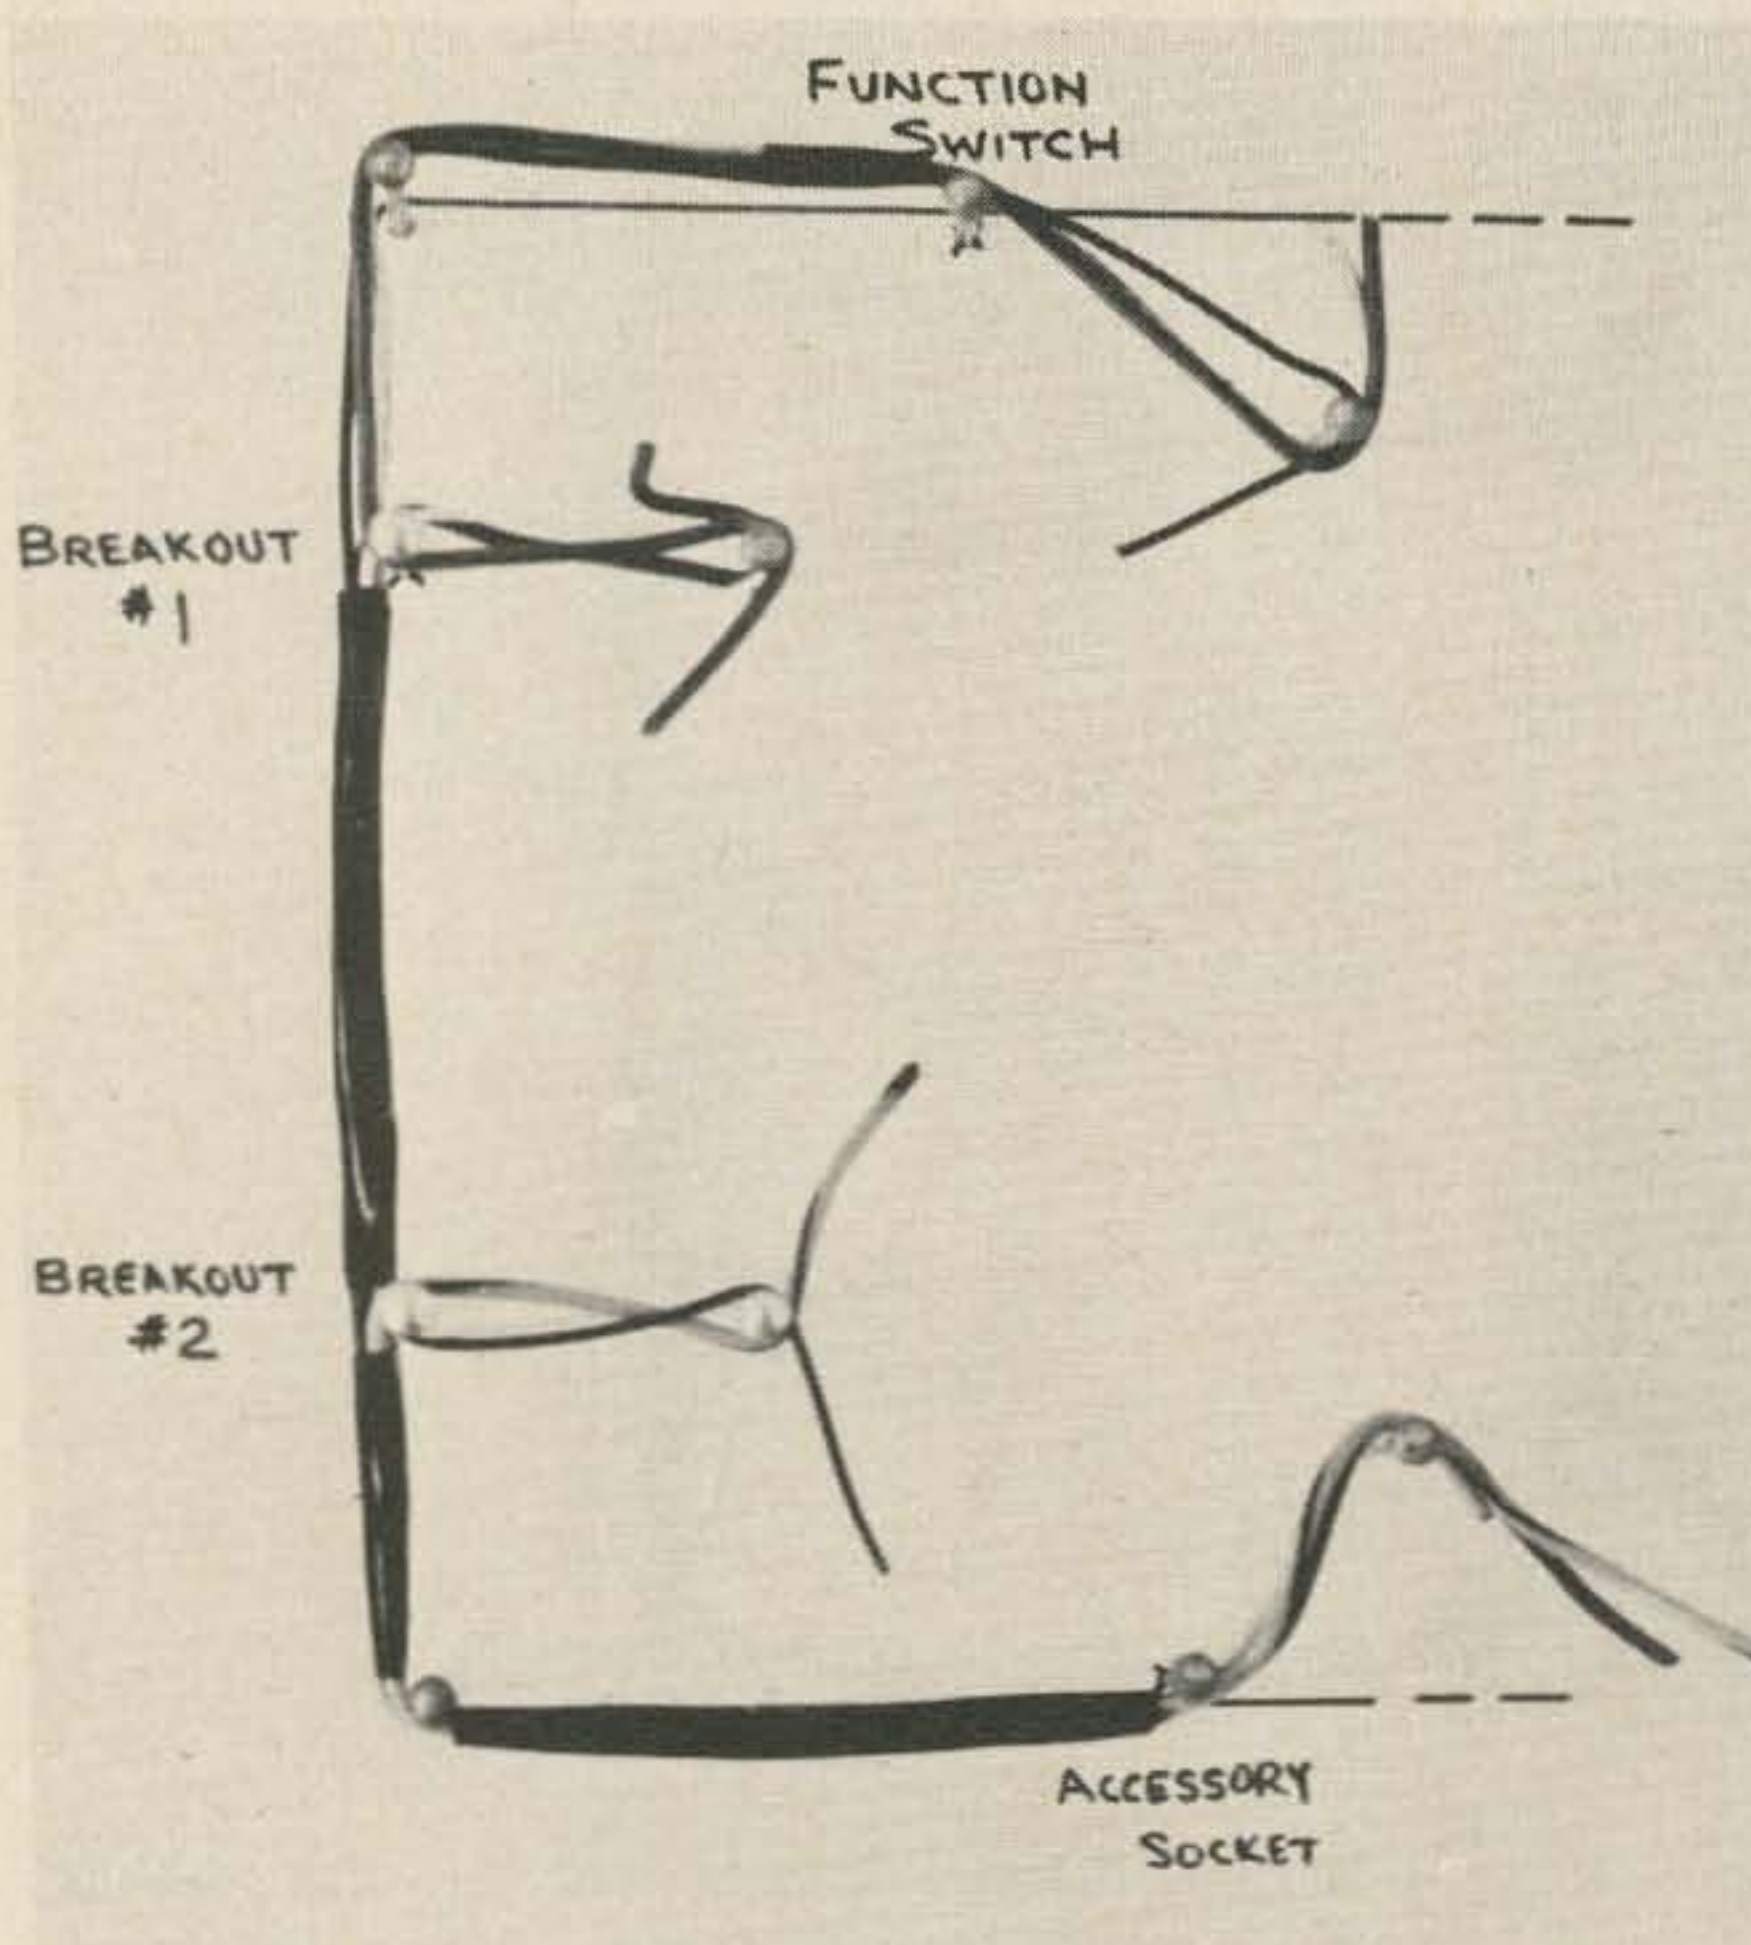 FUNCTION
SWITCH
BREAKOUT
#1
BREAKOUT
#2
ACCESSORY
SOCKET